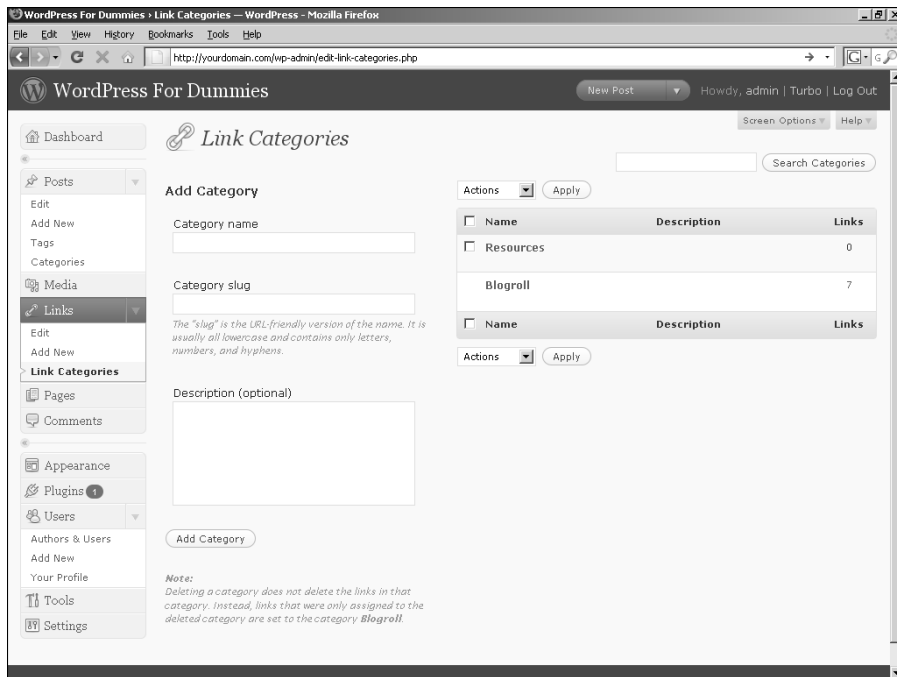 WordPress For Dummies › Link Categories — WordPress - Mozilla Firefox
File Edit View History Bookmarks Tools Help
http://yourdomain.com/wp-admin/edit-link-categories.php
WordPress For Dummies
New Post
Howdy, admin | Turbo | Log Out
Screen Options
Help
Dashboard
Posts
Edit
Add New
Tags
Categories
Media
Links
Edit
Add New
Link Categories
Pages
Comments
Appearance
Plugins 1
Users
Authors & Users
Add New
Your Profile
Tools
Settings
Link Categories
Search Categories
Add Category
Category name
Category slug
The "slug" is the URL-friendly version of the name. It is
usually all lowercase and contains only letters,
numbers, and hyphens.
Description (optional)
Add Category
Note:
Deleting a category does not delete the links in that
category. Instead, links that were only assigned to the
deleted category are set to the category Blogroll.
Actions Apply
Name Description Links
Resources 0
Blogroll 7
Name Description Links
Actions Apply